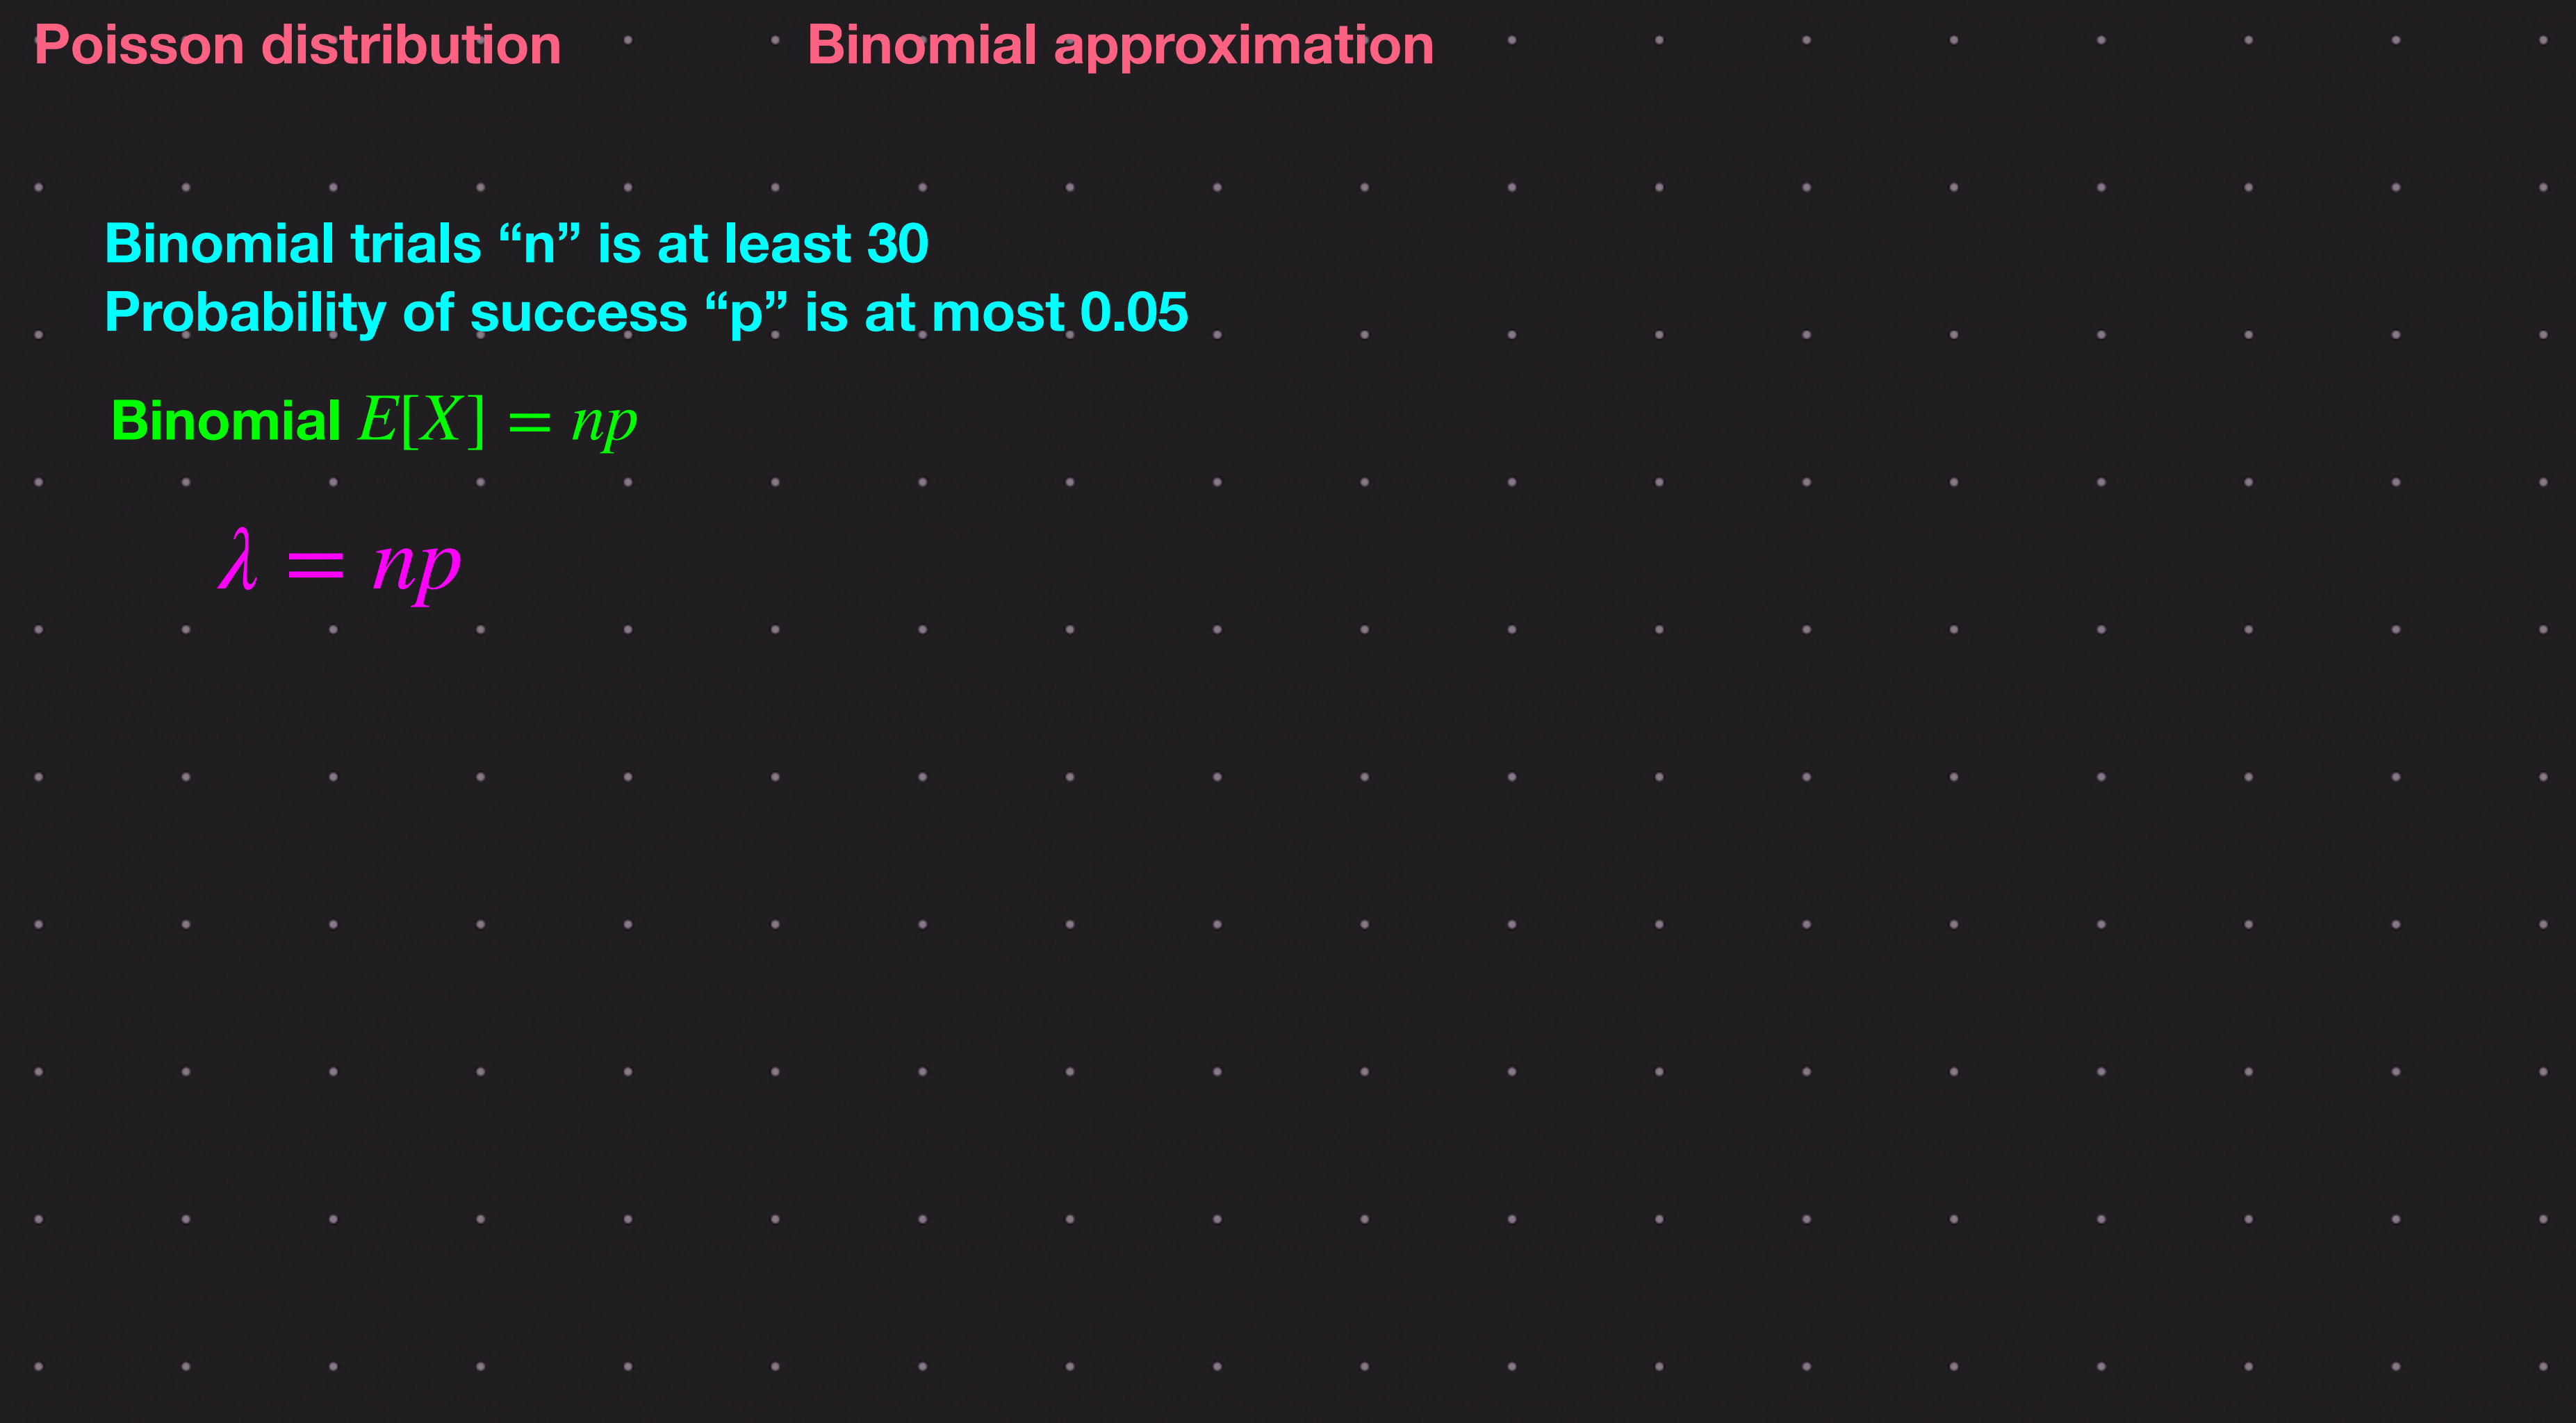 Poisson distribution Binomial approximation
Binomial trials “n” is at least 30
Probability of success “p” is at most 0.05
Binomial E[X] = np
λ = np